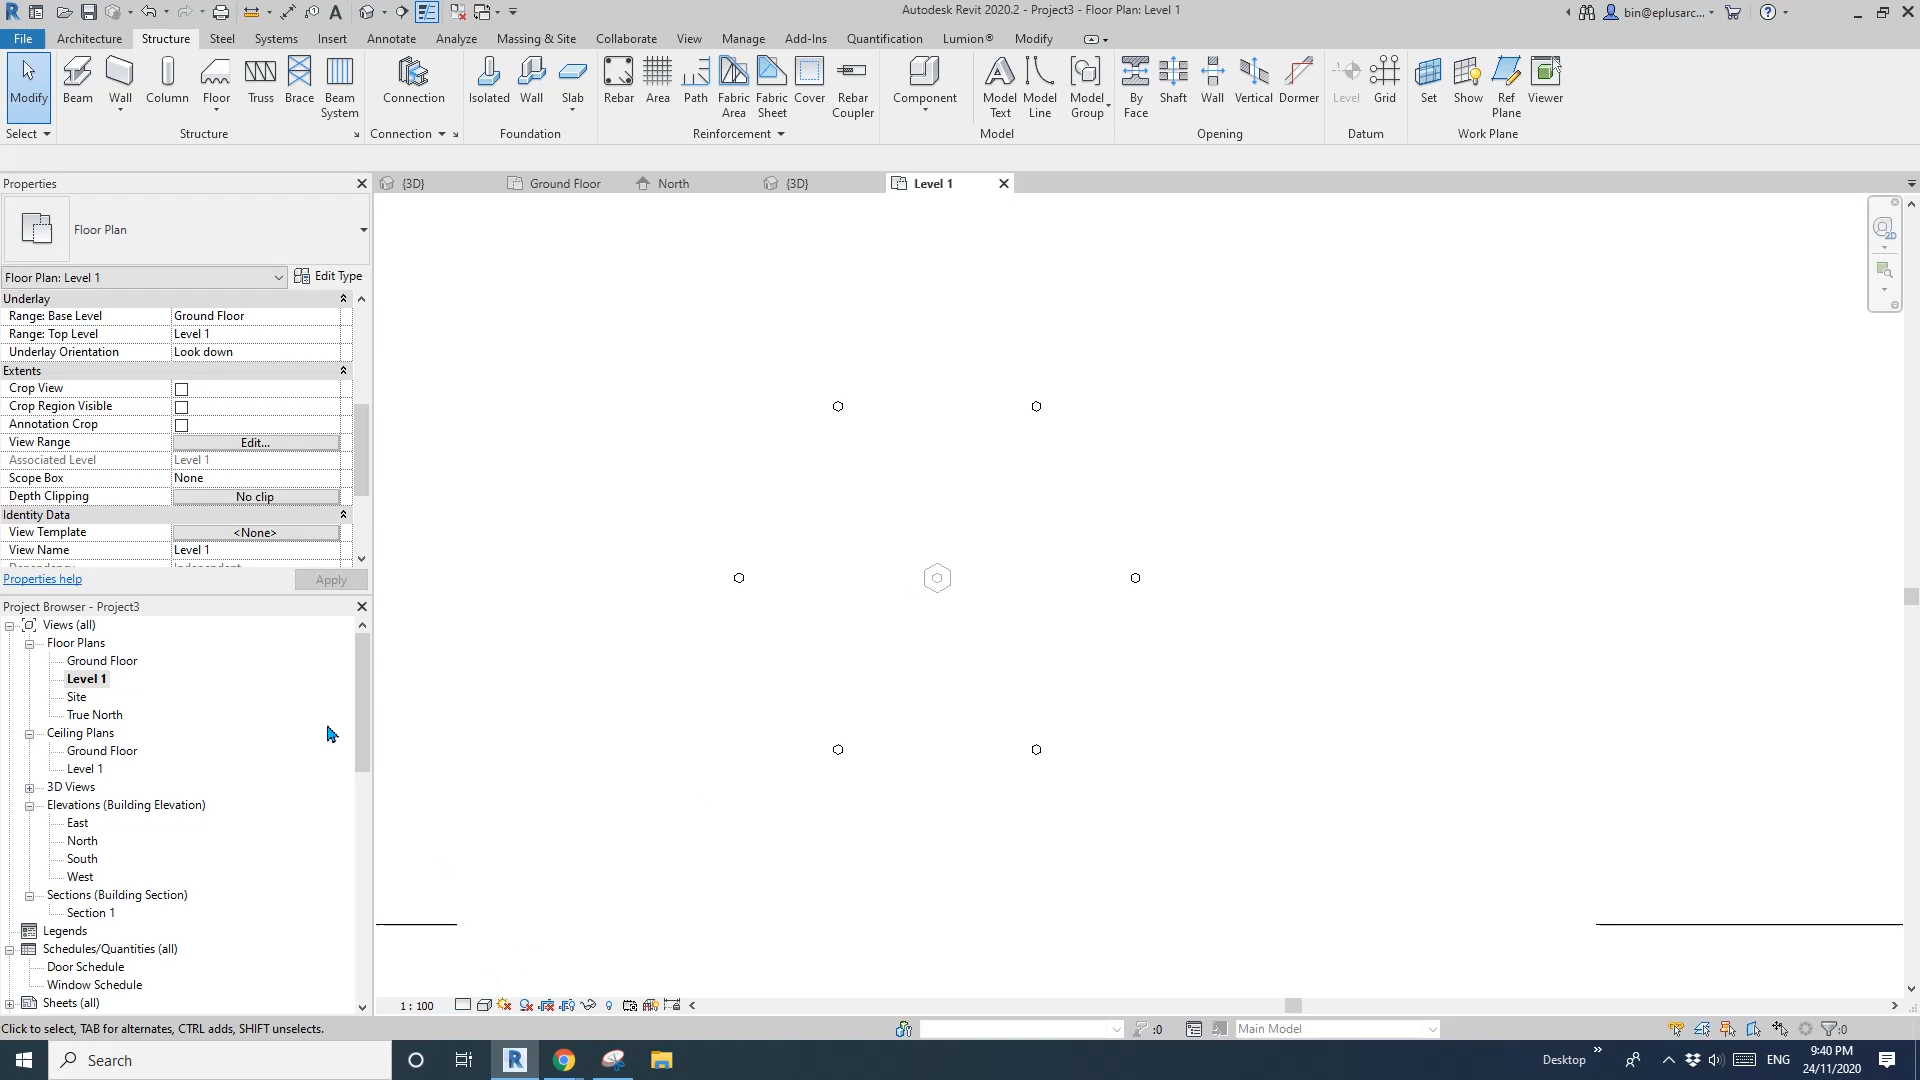 Autodesk Revit 2020.2 - Project3 - Floor Plan: Level 1
bin@eplusarc...
File Architecture Structure Steel Systems Insert Annotate Analyze Massing & Site Collaborate View Manage Add-Ins Quantification Lumion® Modify
Modify Beam Wall Column Floor Truss Brace Beam System Connection Isolated Wall Slab Rebar Area Path Fabric Area Fabric Sheet Cover Rebar Coupler Component Model Text Model Line Model Group By Face Shaft Wall Vertical Dormer Level Grid Set Show Ref Plane Viewer
Select Structure Connection Foundation Reinforcement Model Opening Datum Work Plane
Properties
{3D} Ground Floor North {3D} Level 1
Floor Plan
Floor Plan: Level 1 Edit Type
Underlay
Range: Base Level Ground Floor
Range: Top Level Level 1
Underlay Orientation Look down
Extents
Crop View
Crop Region Visible
Annotation Crop
View Range Edit...
Associated Level Level 1
Scope Box None
Depth Clipping No clip
Identity Data
View Template <None>
View Name Level 1
Properties help Apply
Project Browser - Project3
Views (all)
Floor Plans
Ground Floor
Level 1
Site
True North
Ceiling Plans
Ground Floor
Level 1
3D Views
Elevations (Building Elevation)
East
North
South
West
Sections (Building Section)
Section 1
Legends
Schedules/Quantities (all)
Door Schedule
Window Schedule
Sheets (all)
1 : 100
Click to select, TAB for alternates, CTRL adds, SHIFT unselects.
:0 Main Model :0
Search
Desktop ENG
9:40 PM
24/11/2020